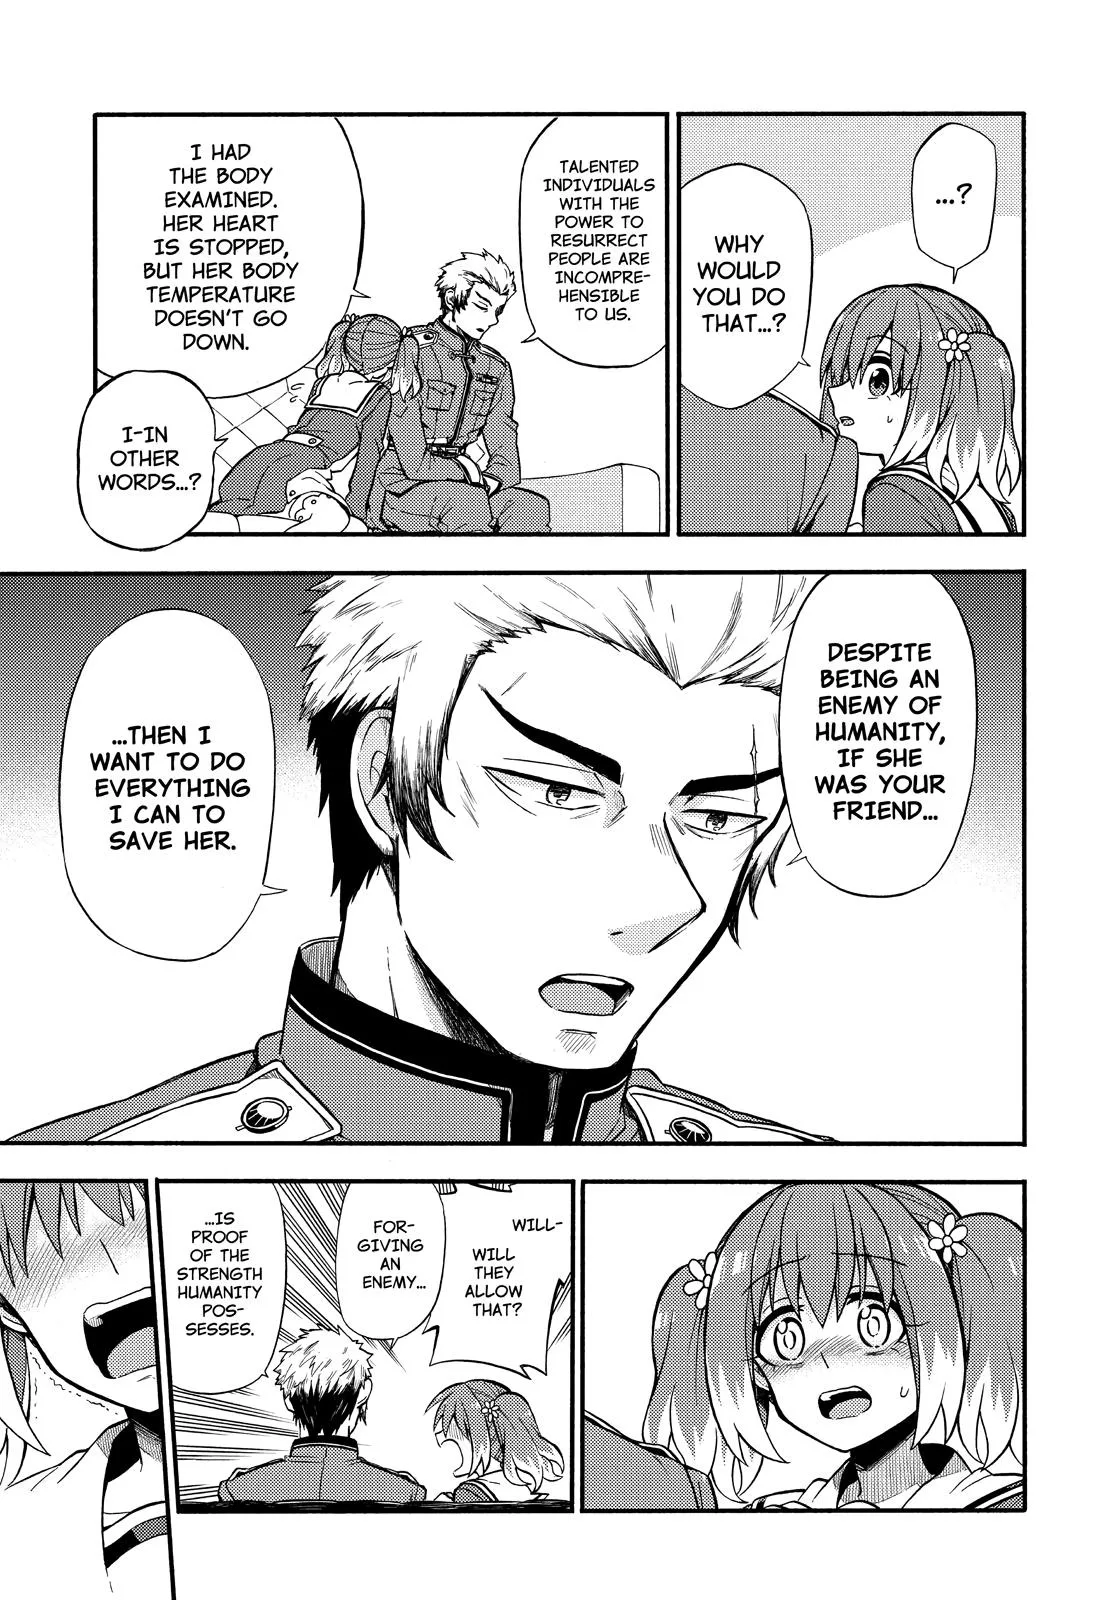 ...?
WHY
WOULD
YOU DO
THAT...?
TALENTED
INDIVIDUALS
WITH THE
POWER TO
RESURRECT
PEOPLE ARE
INCOMPRE-
HENSIBLE
TO US.
I HAD
THE BODY
EXAMINED.
HER HEART
IS STOPPED,
BUT HER BODY
TEMPERATURE
DOESN'T GO
DOWN.
I-IN
OTHER
WORDS...?
DESPITE
BEING AN
ENEMY OF
HUMANITY,
IF SHE
WAS YOUR
FRIEND...
...THEN I
WANT TO DO
EVERYTHING
I CAN TO
SAVE HER.
WILL-
WILL
THEY
ALLOW
THAT?
FOR-
GIVING
AN
ENEMY...
...IS
PROOF
OF THE
STRENGTH
HUMANITY
POS-
SESSES.